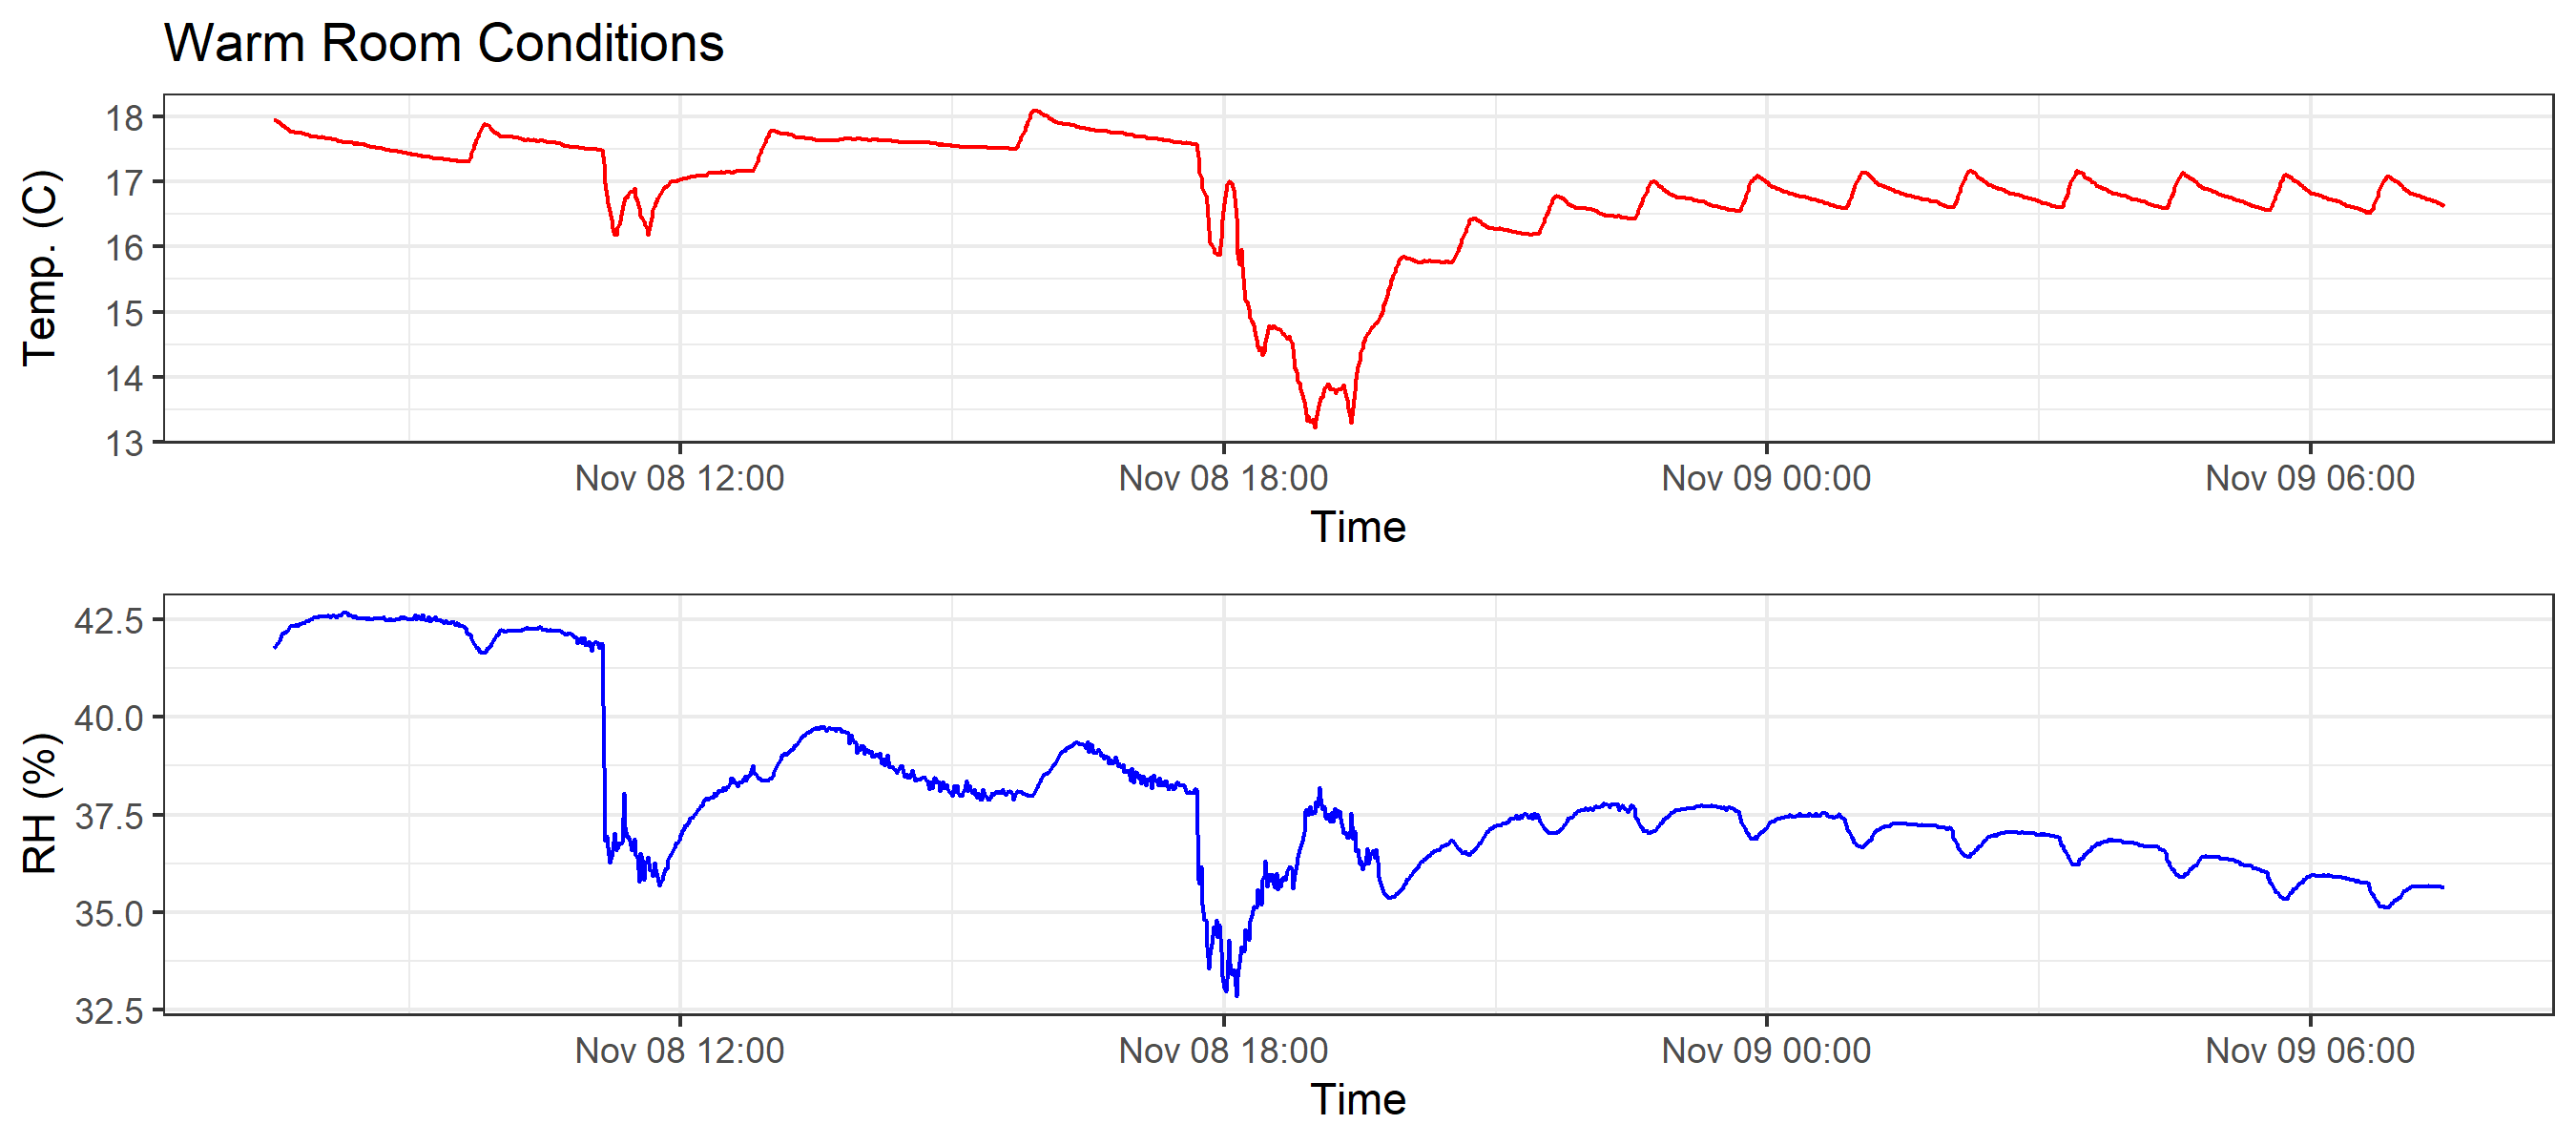 Warm Room Conditions
Temp. (C)
18
17
16
15
14
13
Nov 08 12:00 Nov 08 18:00 Nov 09 00:00 Nov 09 06:00
Time
RH (%)
42.5
40.0
37.5
35.0
32.5
Nov 08 12:00 Nov 08 18:00 Nov 09 00:00 Nov 09 06:00
Time